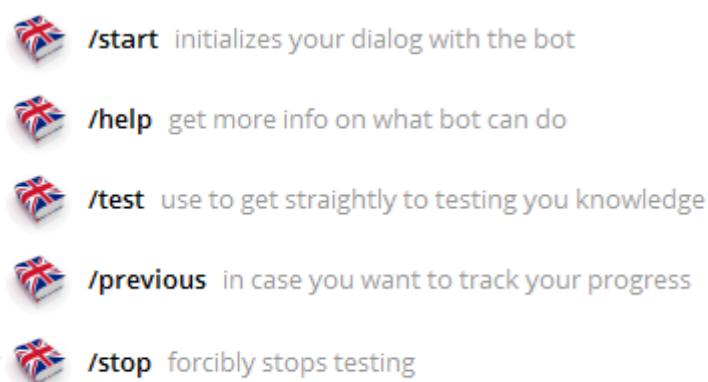 /start initializes your dialog with the bot
/help get more info on what bot can do
/test use to get straightly to testing you knowledge
/previous in case you want to track your progress
/stop forcibly stops testing